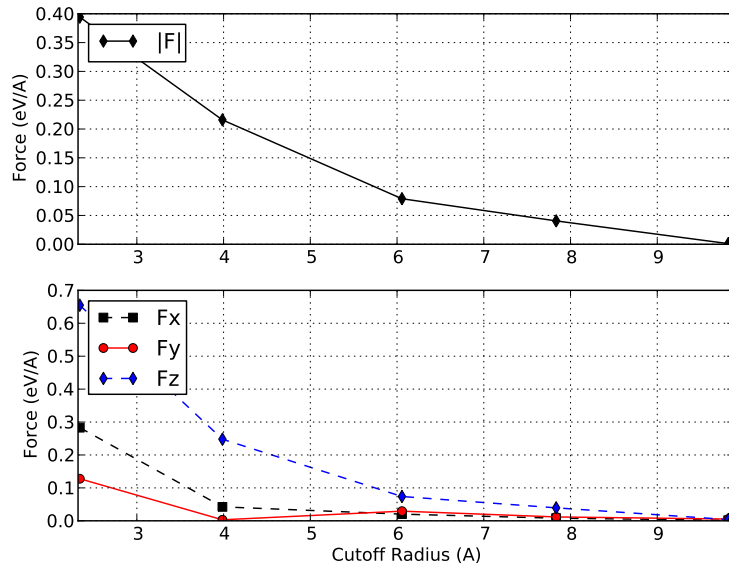 0.40
0.35
0.30
0.25
0.20
0.15
0.10
0.05
0.00
Force (eV/A)
|F|
3 4 5 6 7 8 9
0.7
0.6
0.5
0.4
0.3
0.2
0.1
0.0
Force (eV/A)
Fx
Fy
Fz
3 4 5 6 7 8 9
Cutoff Radius (A)